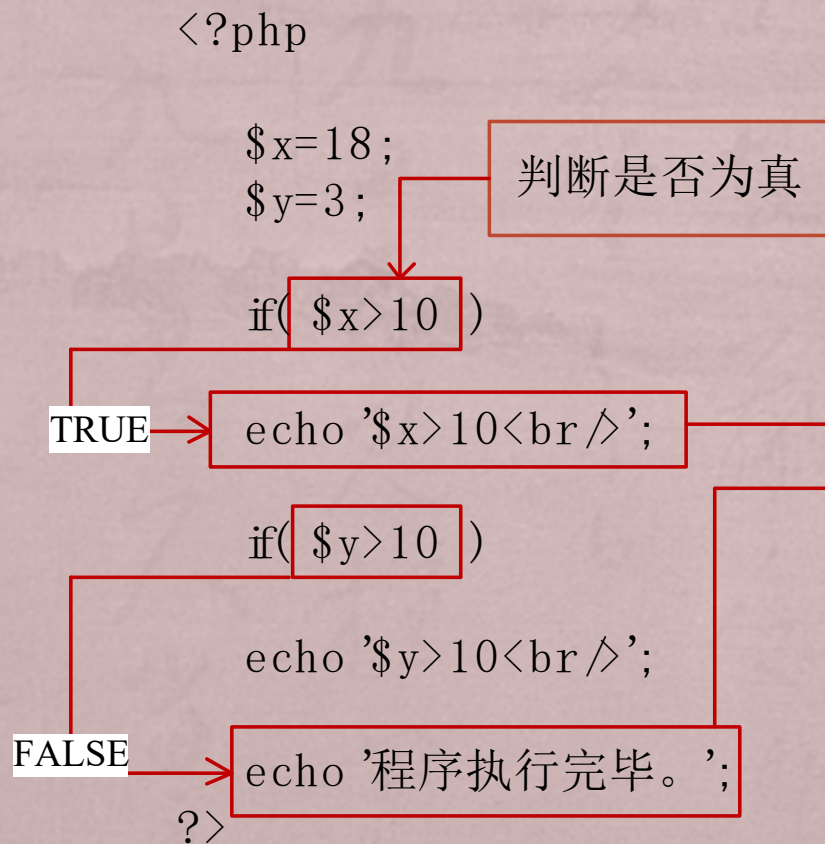 <?php
$x=18;
$y=3;
判断是否为真
if( $x>10 )
TRUE
echo '$x>10<br/>';
if( $y>10 )
echo '$y>10<br/>';
FALSE
echo '程序执行完毕。';
?>